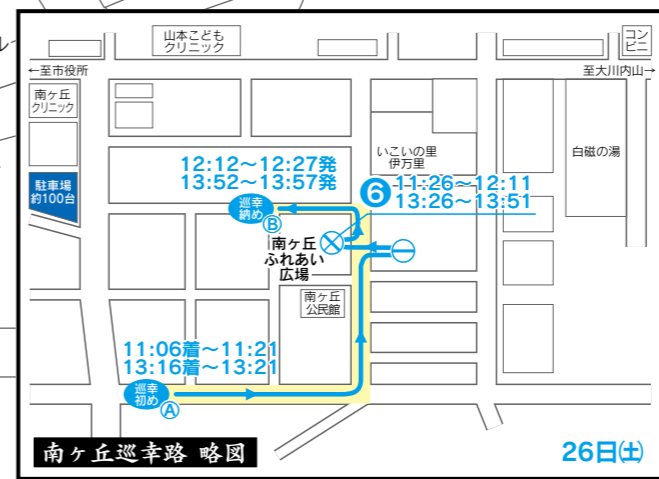 ル
山本こども
クリニック
コン
ビニ
←至市役所
至大川内山→
南ヶ丘
クリニック
駐車場
約100台
いこいの里
伊万里
白磁の湯
12:12〜12:27発
13:52〜13:57発
6
11:26〜12:11
13:26〜13:51
巡幸
納め
B
南ヶ丘
ふれあい
広場
南ヶ丘
公民館
11:06着〜11:21
13:16着〜13:21
巡幸
初め
A
南ヶ丘巡幸路 略図
26日(土)